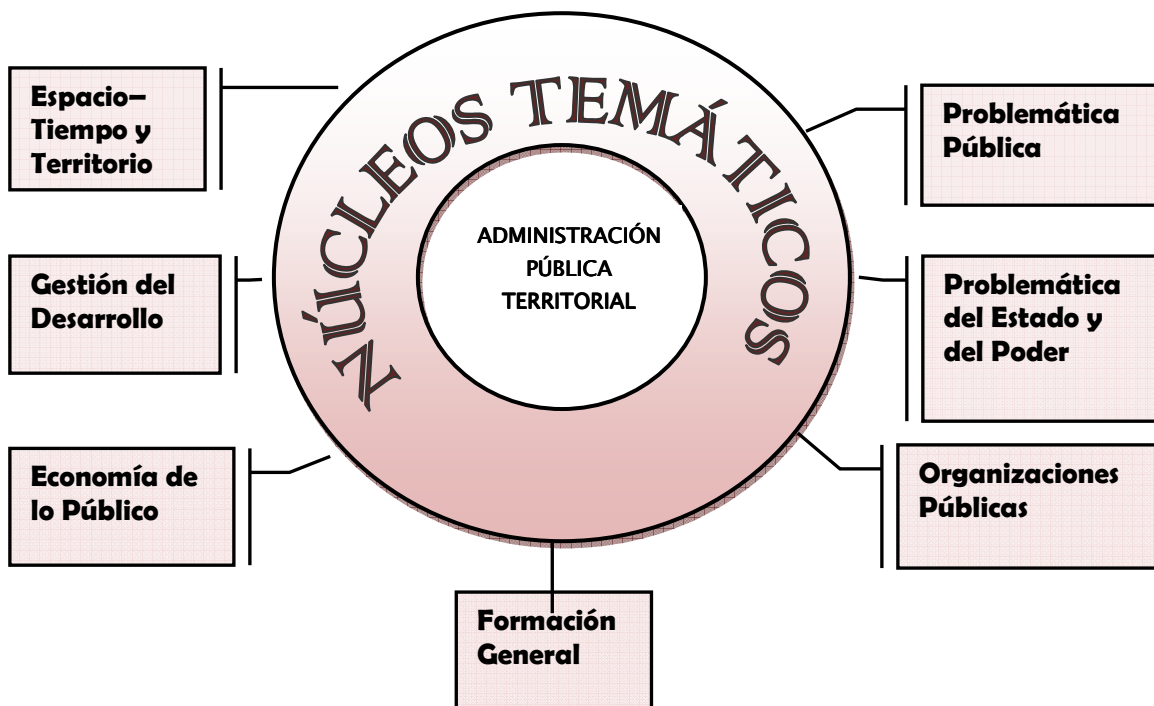 NÚCLEOS TEMÁTICOS
ADMINISTRACIÓN
PÚBLICA
TERRITORIAL
Espacio–
Tiempo y
Territorio
Gestión del
Desarrollo
Economía de
lo Público
Formación
General
Problemática
Pública
Problemática
del Estado y
del Poder
Organizaciones
Públicas